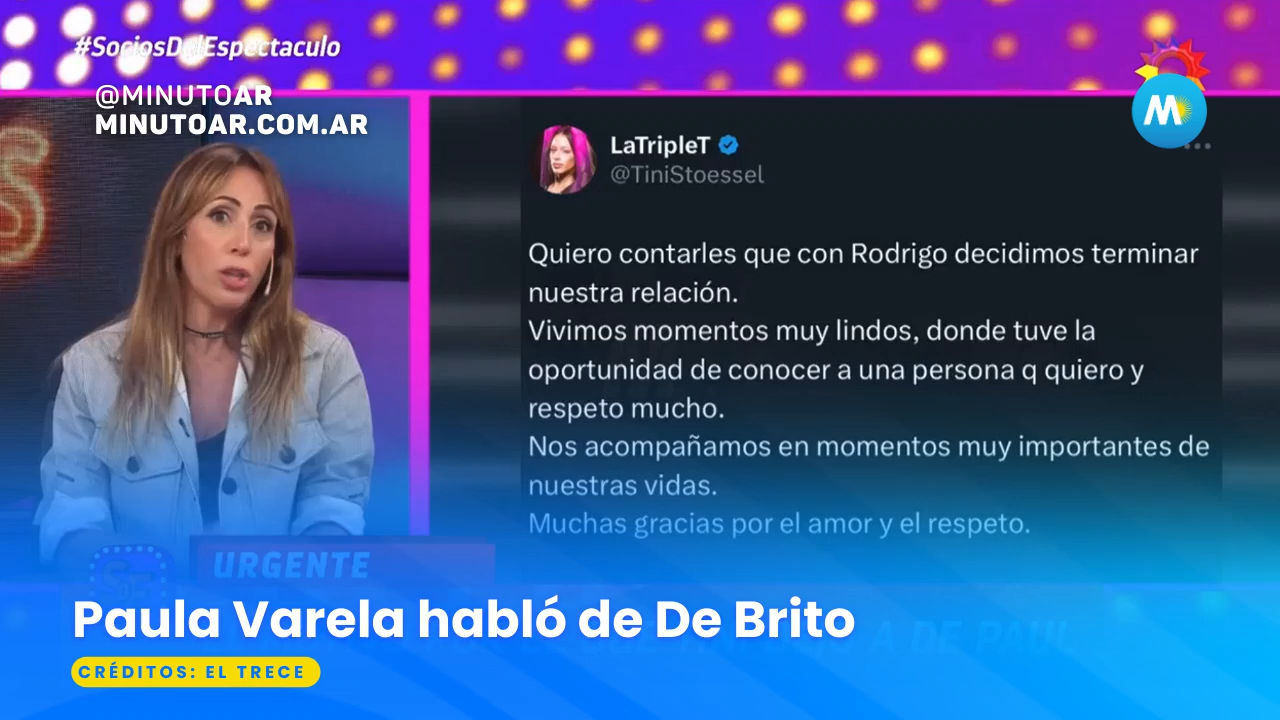 #SociosDelEspectaculo
@MINUTOAR
MINUTOAR.COM.AR
M
LaTripleT
@TiniStoessel
Quiero contarles que con Rodrigo decidimos terminar
nuestra relación.
Vivimos momentos muy lindos, donde tuve la
oportunidad de conocer a una persona q quiero y
respeto mucho.
Nos acompañamos en momentos muy importantes de
nuestras vidas.
Muchas gracias por el amor y el respeto.
URGENTE
A DE PAUL
Paula Varela habló de De Brito
CRÉDITOS: EL TRECE